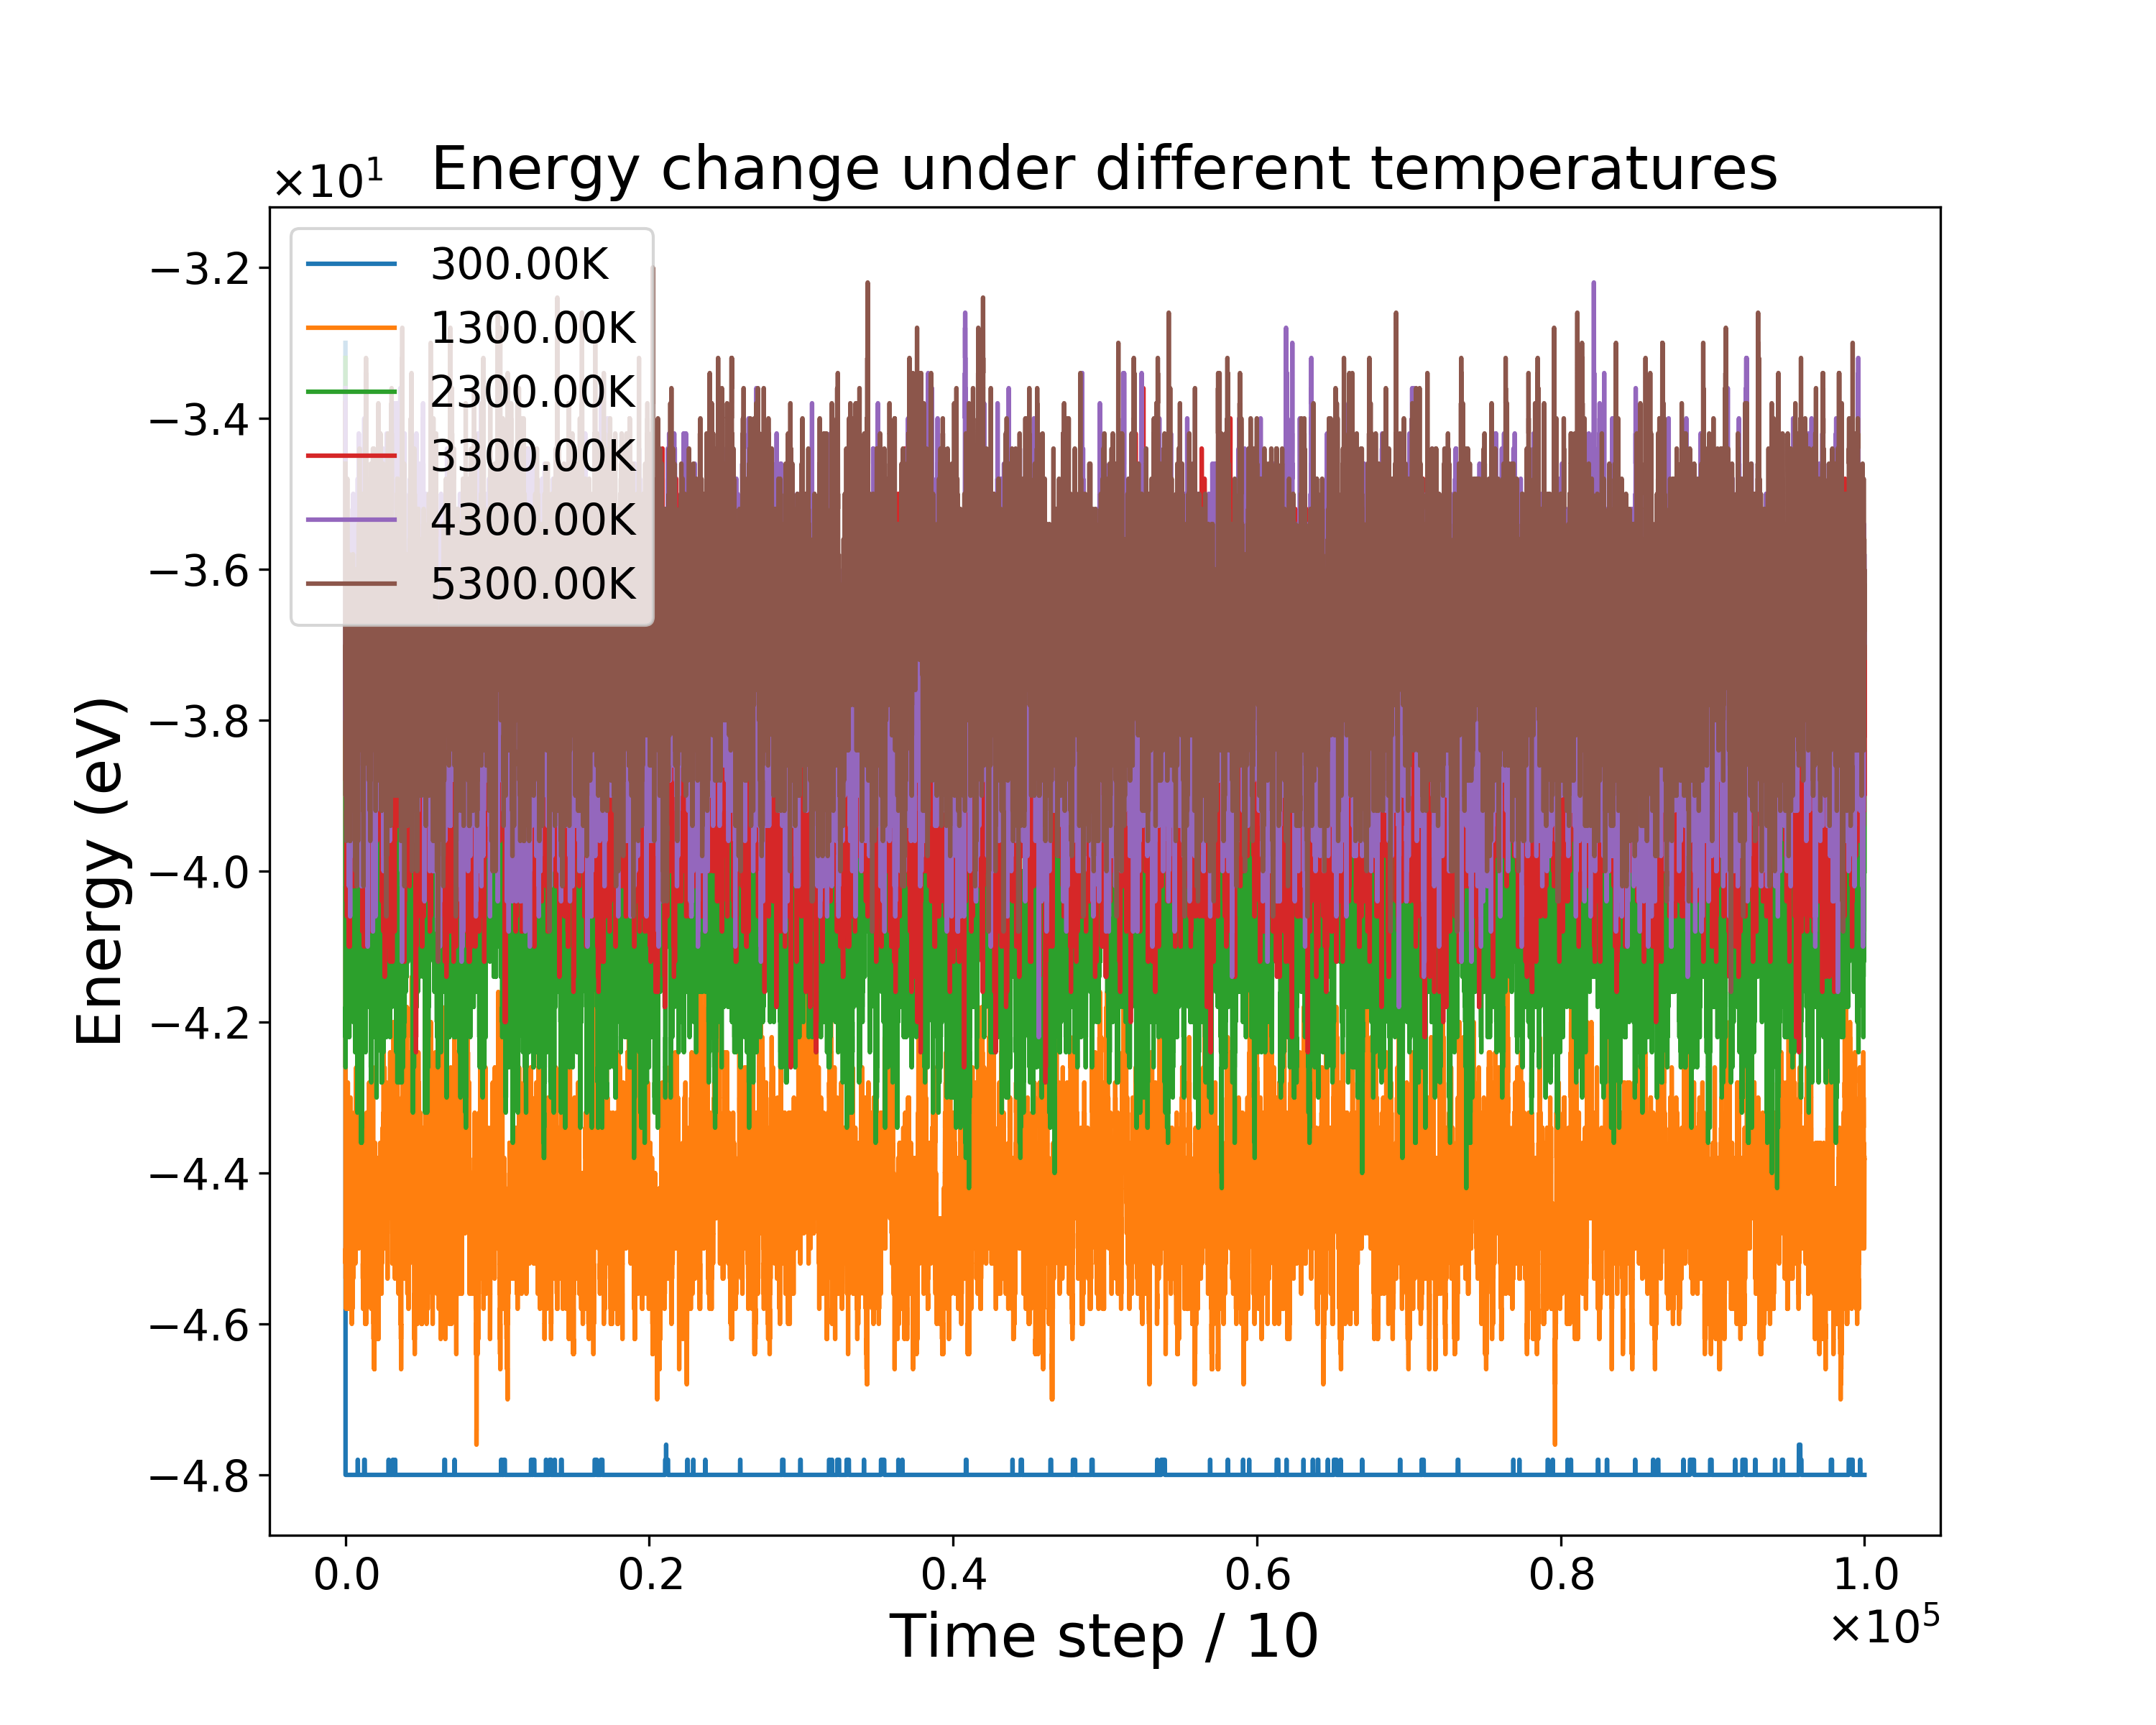 Energy change under different temperatures
×10¹
300.00K
1300.00K
2300.00K
3300.00K
4300.00K
5300.00K
−3.2
−3.4
−3.6
−3.8
−4.0
−4.2
−4.4
−4.6
−4.8
Energy (eV)
0.0 0.2 0.4 0.6 0.8 1.0
Time step / 10
×10⁵